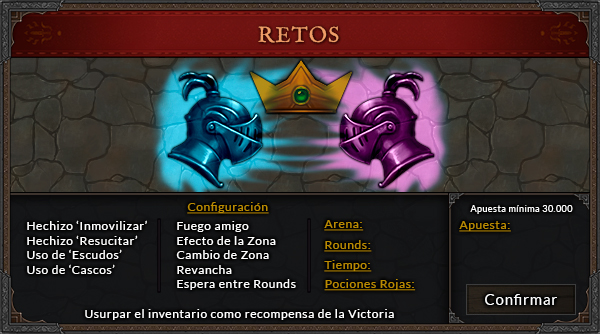 RETOS
Configuración
Hechizo ‘Inmovilizar’
Hechizo ‘Resucitar’
Uso de ‘Escudos’
Uso de ‘Cascos’
Fuego amigo
Efecto de la Zona
Cambio de Zona
Revancha
Espera entre Rounds
Arena:
Rounds:
Tiempo:
Pociones Rojas:
Usurpar el inventario como recompensa de la Victoria
Apuesta mínima 30.000
Apuesta:
Confirmar